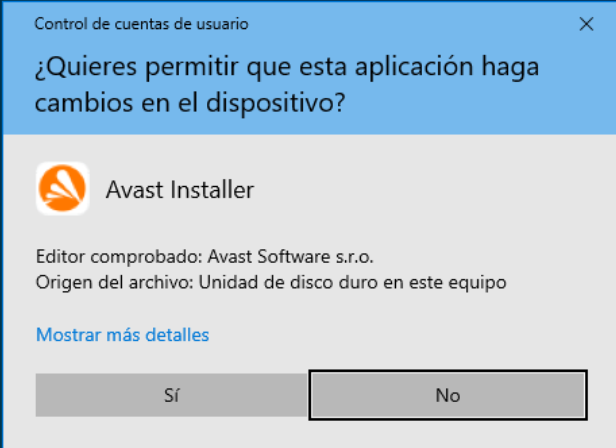 Control de cuentas de usuario
¿Quieres permitir que esta aplicación haga
cambios en el dispositivo?
Avast Installer
Editor comprobado: Avast Software s.r.o.
Origen del archivo: Unidad de disco duro en este equipo
Mostrar más detalles
Sí
No